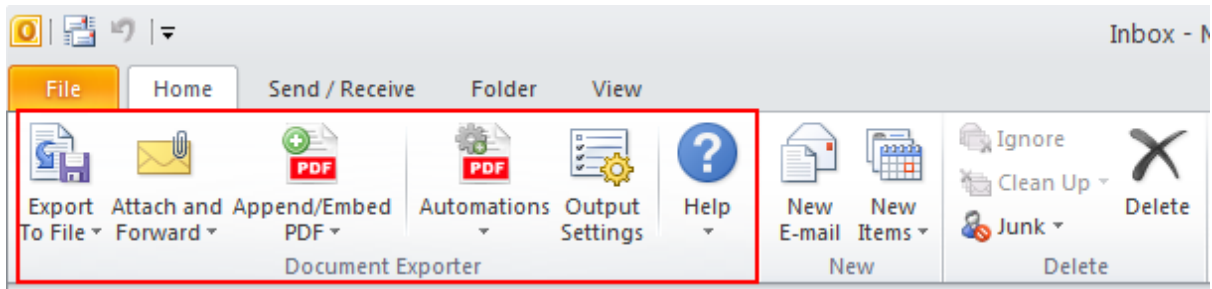 Inbox - M
File Home Send / Receive Folder View
PDF PDF ?
Ignore
Clean Up
Export Attach and Append/Embed Automations Output Help New New Delete
To File Forward PDF Settings E-mail Items Junk
Document Exporter New Delete